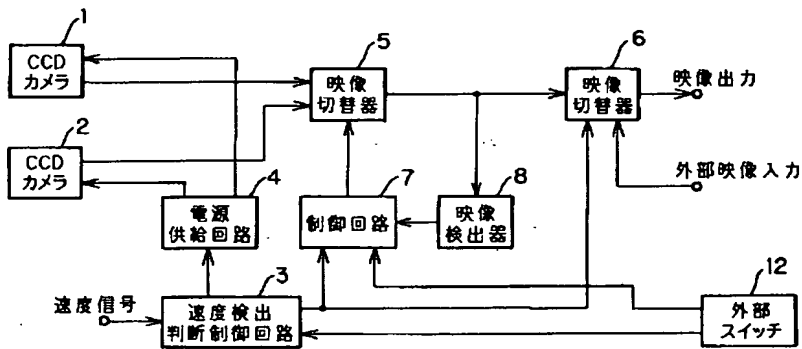 1
CCD
カメラ
2
CCD
カメラ
5
映像
切替器
6
映像
切替器
映像出力
外部映像入力
4
電源
供給回路
7
制御回路
8
映像
検出器
速度信号
3
速度検出
判断制御回路
12
外部
スイッチ